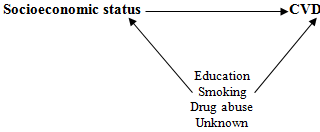 Socioeconomic status CVD
Education
Smoking
Drug abuse
Unknown